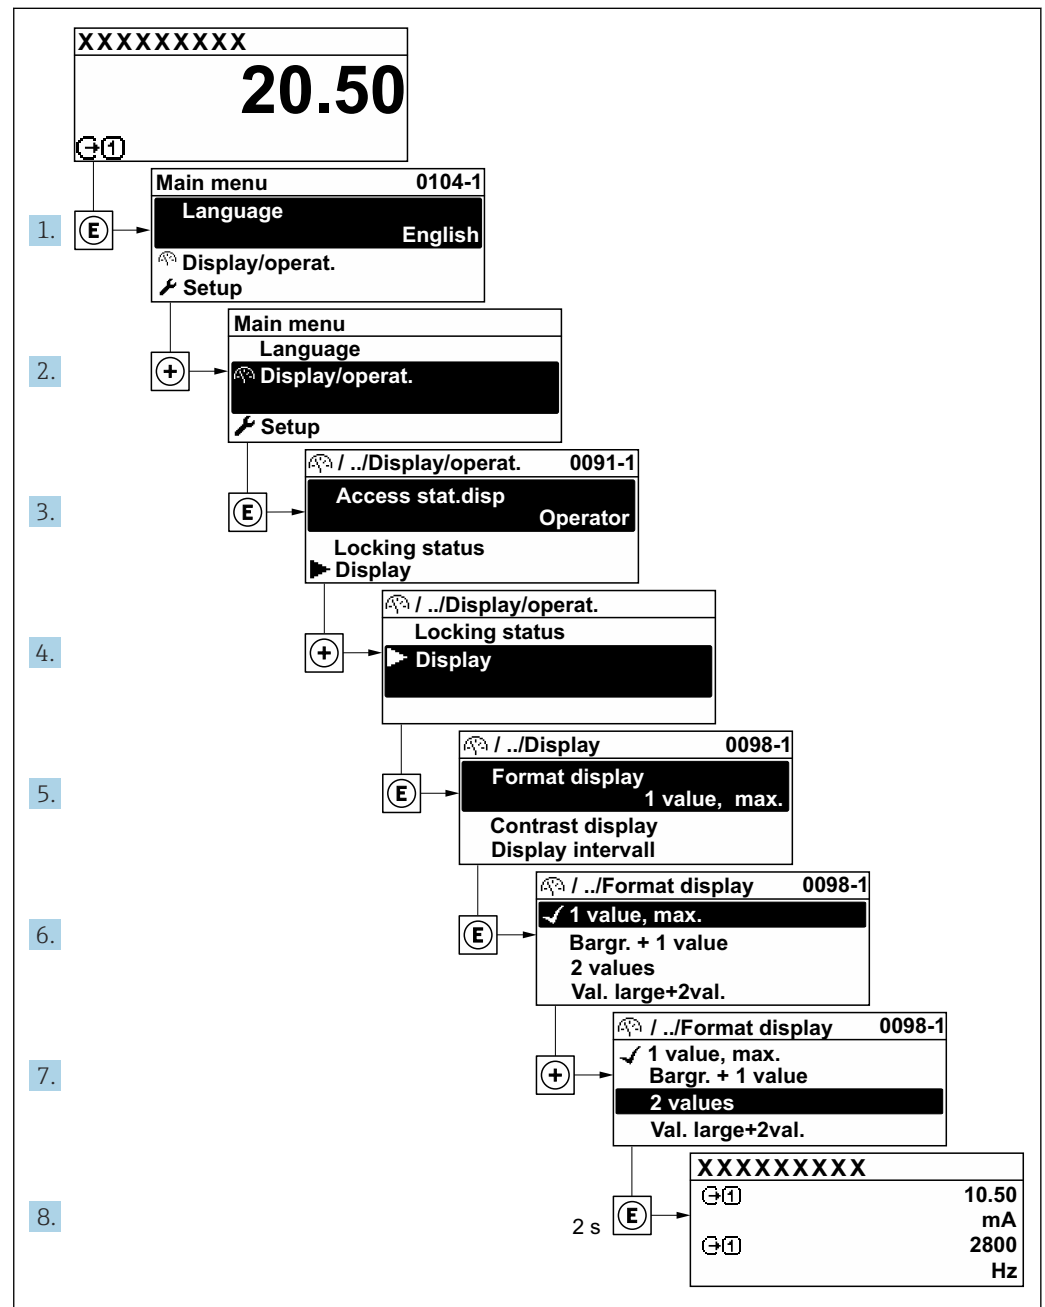 XXXXXXXXX
20.50
1
Main menu 0104-1
1. E Language
English
Display/operat.
Setup
Main menu
Language
2. + Display/operat.
Setup
/ ../Display/operat. 0091-1
3. E Access stat.disp
Operator
Locking status
Display
/ ../Display/operat.
Locking status
4. + Display
/ ../Display 0098-1
5. E Format display
1 value, max.
Contrast display
Display intervall
/ ../Format display 0098-1
6. E 1 value, max.
Bargr. + 1 value
2 values
Val. large+2val.
/ ../Format display 0098-1
7. + 1 value, max.
Bargr. + 1 value
2 values
Val. large+2val.
XXXXXXXXX
1 10.50
8. 2 s E mA
1 2800
Hz